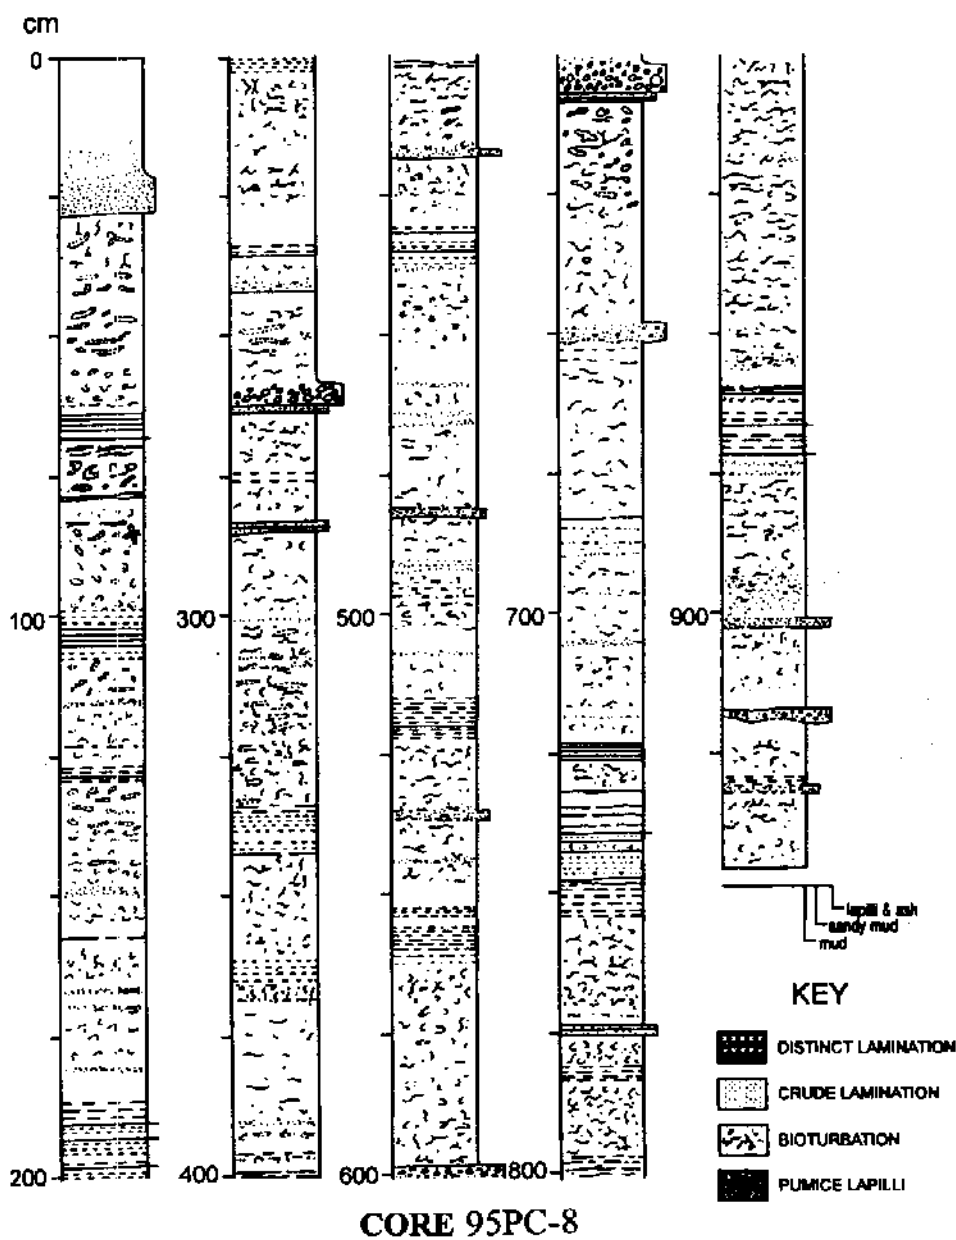 cm
0
100
200
300
400
500
600
700
800
900
lapilli & ash
sandy mud
mud
KEY
DISTINCT LAMINATION
CRUDE LAMINATION
BIOTURBATION
PUMICE LAPILLI
CORE 95PC-8